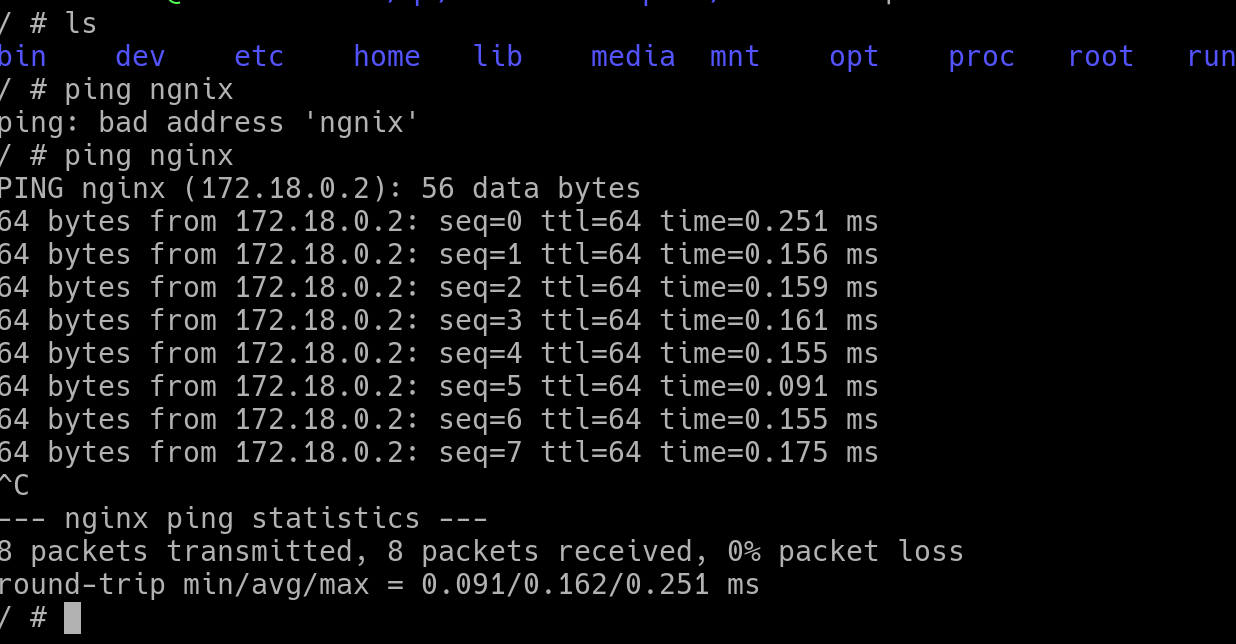 / # ls
bin dev etc home lib media mnt opt proc root run
/ # ping ngnix
ping: bad address 'ngnix'
/ # ping nginx
PING nginx (172.18.0.2): 56 data bytes
64 bytes from 172.18.0.2: seq=0 ttl=64 time=0.251 ms
64 bytes from 172.18.0.2: seq=1 ttl=64 time=0.156 ms
64 bytes from 172.18.0.2: seq=2 ttl=64 time=0.159 ms
64 bytes from 172.18.0.2: seq=3 ttl=64 time=0.161 ms
64 bytes from 172.18.0.2: seq=4 ttl=64 time=0.155 ms
64 bytes from 172.18.0.2: seq=5 ttl=64 time=0.091 ms
64 bytes from 172.18.0.2: seq=6 ttl=64 time=0.155 ms
64 bytes from 172.18.0.2: seq=7 ttl=64 time=0.175 ms
^C
--- nginx ping statistics ---
8 packets transmitted, 8 packets received, 0% packet loss
round-trip min/avg/max = 0.091/0.162/0.251 ms
/ #